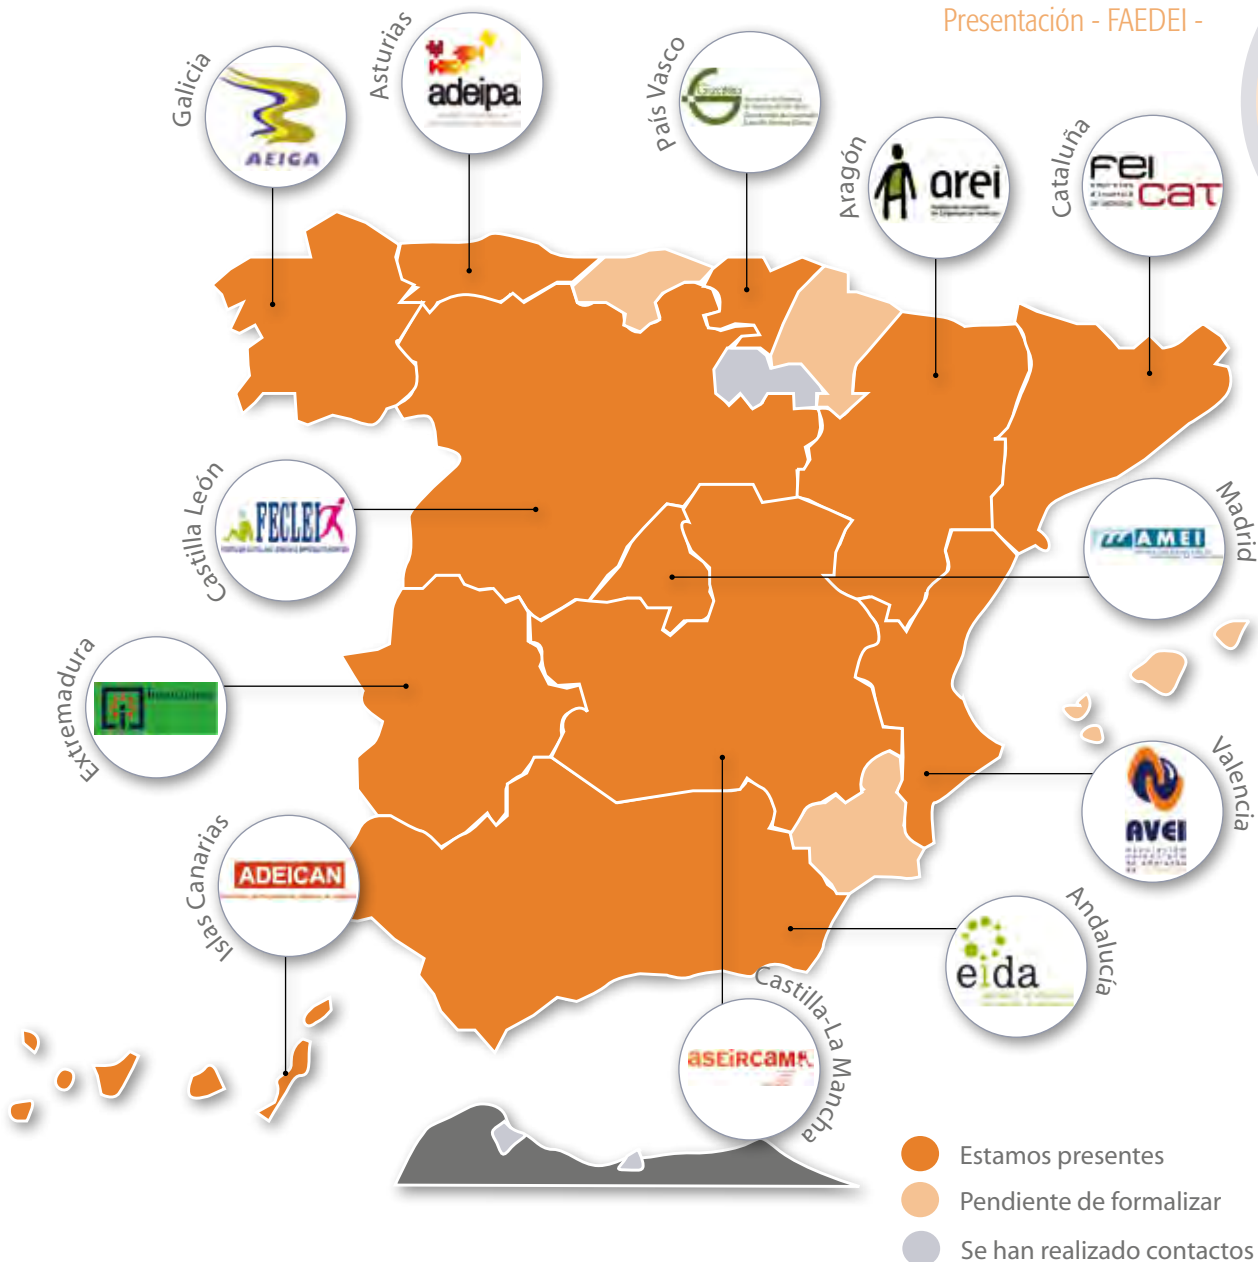 Presentación - FAEDEI -
Galicia
AEIGA
Asturias
adeipa
País Vasco
Gizatea
Aragón
arei
Cataluña
FEI
CAT
Castilla León
FECLEI
Madrid
AMEI
Extremadura
Valencia
AVEI
Islas Canarias
ADEICAN
Andalucía
eida
Castilla-La Mancha
Estamos presentes
Pendiente de formalizar
Se han realizado contactos